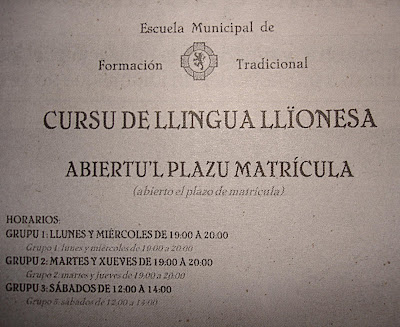 Escuela Municipal de
Formación Tradicional
CURSU DE LLINGUA LLÏONESA
ABIERTU'L PLAZU MATRÍCULA
(abierto el plazo de matrícula)
HORARIOS:
GRUPU 1: LLUNES Y MIÉRCOLES DE 19:00 A 20:00
Grupo 1, lunes y miércoles de 19:00 a 20:00
GRUPU 2: MARTES Y XUEVES DE 19:00 A 20:00
Grupo 2: martes y jueves de 19:00 a 20:00
GRUPU 3: SÁBADOS DE 12:00 A 14:00
Grupo 3: sábados de 12:00 a 14:00